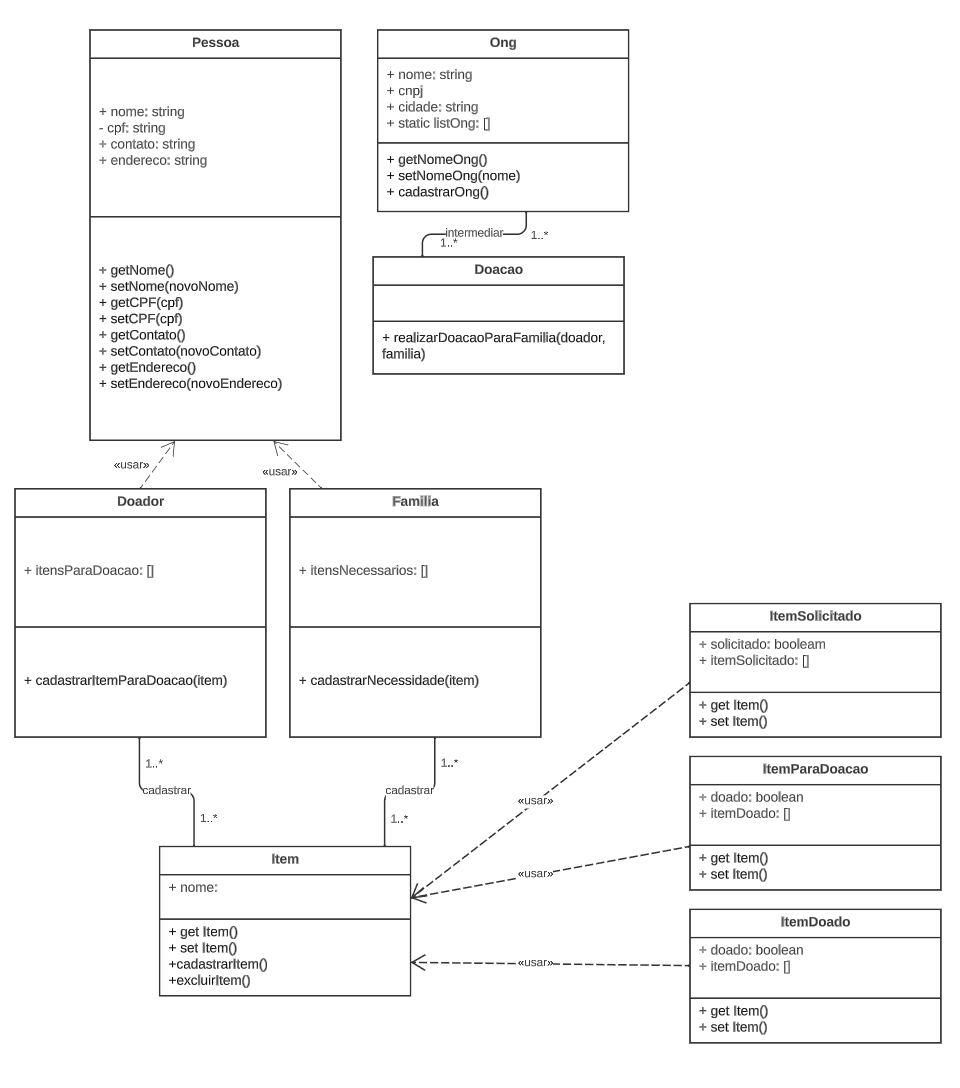 Pessoa
+ nome: string
- cpf: string
+ contato: string
+ endereco: string
+ getNome()
+ setNome(novoNome)
+ getCPF(cpf)
+ setCPF(cpf)
+ getContato()
+ setContato(novoContato)
+ getEndereco()
+ setEndereco(novoEndereco)
Ong
+ nome: string
+ cnpj
+ cidade: string
+ static listOng: []
+ getNomeOng()
+ setNomeOng(nome)
+ cadastrarOng()
intermediar
1..*
1..*
Doacao
+ realizarDoacaoParaFamilia(doador,
familia)
«usar»
«usar»
Doador
+ itensParaDoacao: []
+ cadastrarItemParaDoacao(item)
Familia
+ itensNecessarios: []
+ cadastrarNecessidade(item)
1..*
cadastrar
1..*
1..*
cadastrar
1..*
Item
+ nome:
+ get Item()
+ set Item()
+cadastrarItem()
+excluirItem()
«usar»
«usar»
«usar»
ItemSolicitado
+ solicitado: booleam
+ itemSolicitado: []
+ get Item()
+ set Item()
ItemParaDoacao
+ doado: boolean
+ itemDoado: []
+ get Item()
+ set Item()
ItemDoado
+ doado: boolean
+ itemDoado: []
+ get Item()
+ set Item()